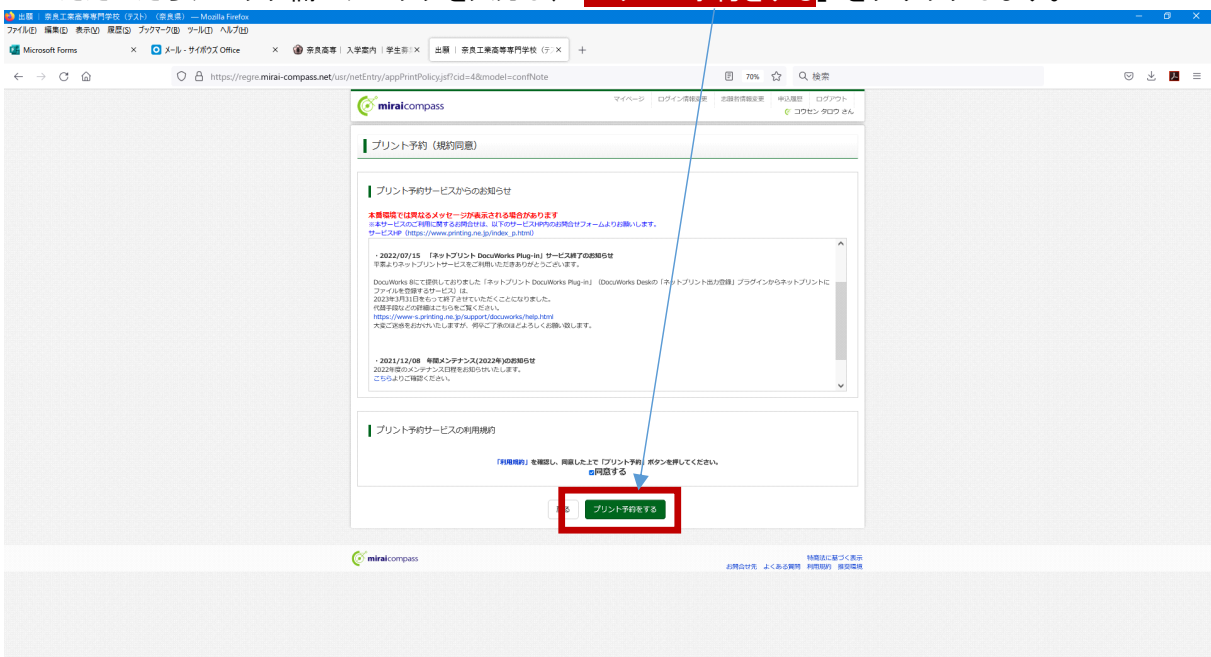 出願 | 奈良工業高等専門学校（テスト）（奈良県） — Mozilla Firefox
ファイル(F) 編集(E) 表示(V) 履歴(S) ブックマーク(B) ツール(T) ヘルプ(H)
Microsoft Forms
メール - サイボウズ Office
奈良高専 | 入学案内 | 学生募
出願 | 奈良工業高等専門学校（テ
https://regre.mirai-compass.net/usr/netEntry/appPrintPolicy.jsf?cid=4&model=confNote
70%
検索
miraicompass
マイページ ログイン情報変更 志願者情報変更 申込履歴 ログアウト
コウセン タロウ さん
プリント予約（規約同意）
プリント予約サービスからのお知らせ
本番環境では異なるメッセージが表示される場合があります
※本サービスのご利用に関するお問合せは、以下のサービスHP内のお問合せフォームよりお願いします。
サービスHP（https://www.printing.ne.jp/index_p.html）
・2022/07/15 「ネットプリント DocuWorks Plug-in」サービス終了のお知らせ
平素よりネットプリントサービスをご利用いただきありがとうございます。
DocuWorks 8にて提供しておりました「ネットプリント DocuWorks Plug-in」（DocuWorks Deskの「ネットプリント出力登録」プラグインからネットプリントに
ファイルを登録するサービス）は、
2023年3月31日をもって終了させていただくことになりました。
代替手段などの詳細はこちらをご覧ください。
https://www-s.printing.ne.jp/support/docuworks/help.html
大変ご迷惑をおかけいたしますが、何卒ご了承のほどよろしくお願い致します。
・2021/12/08 年間メンテナンス(2022年)のお知らせ
2022年度のメンテナンス日程をお知らせいたします。
こちらよりご確認ください。
プリント予約サービスの利用規約
「利用規約」を確認し、同意した上で「プリント予約」ボタンを押してください。
同意する
プリント予約をする
miraicompass
特商法に基づく表示
お問合せ先 よくある質問 利用規約 推奨環境